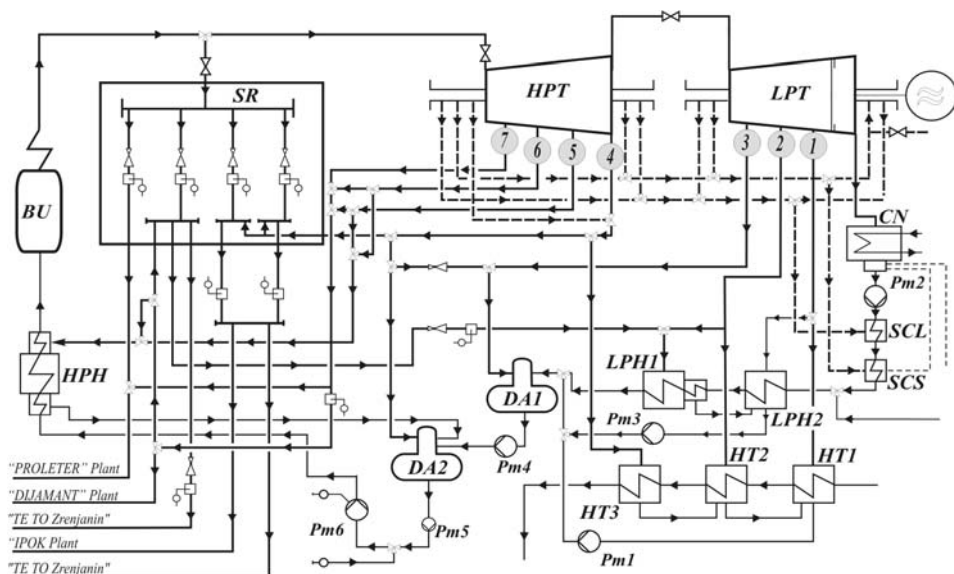 SR
HPT
LPT
7
6
5
4
3
2
1
BU
CN
Pm2
SCL
SCS
HPH
LPH1
LPH2
DA1
Pm3
Pm4
DA2
HT2
HT1
HT3
Pm5
Pm6
Pm1
"PROLETER" Plant
"DIJAMANT" Plant
"TE TO Zrenjanin"
"IPOK Plant
"TE TO Zrenjanin"